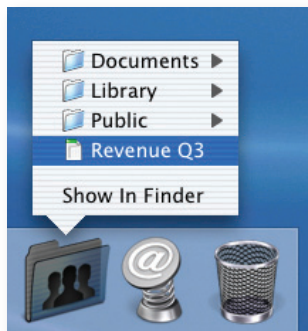 Documents
Library
Public
Revenue Q3
Show In Finder
@